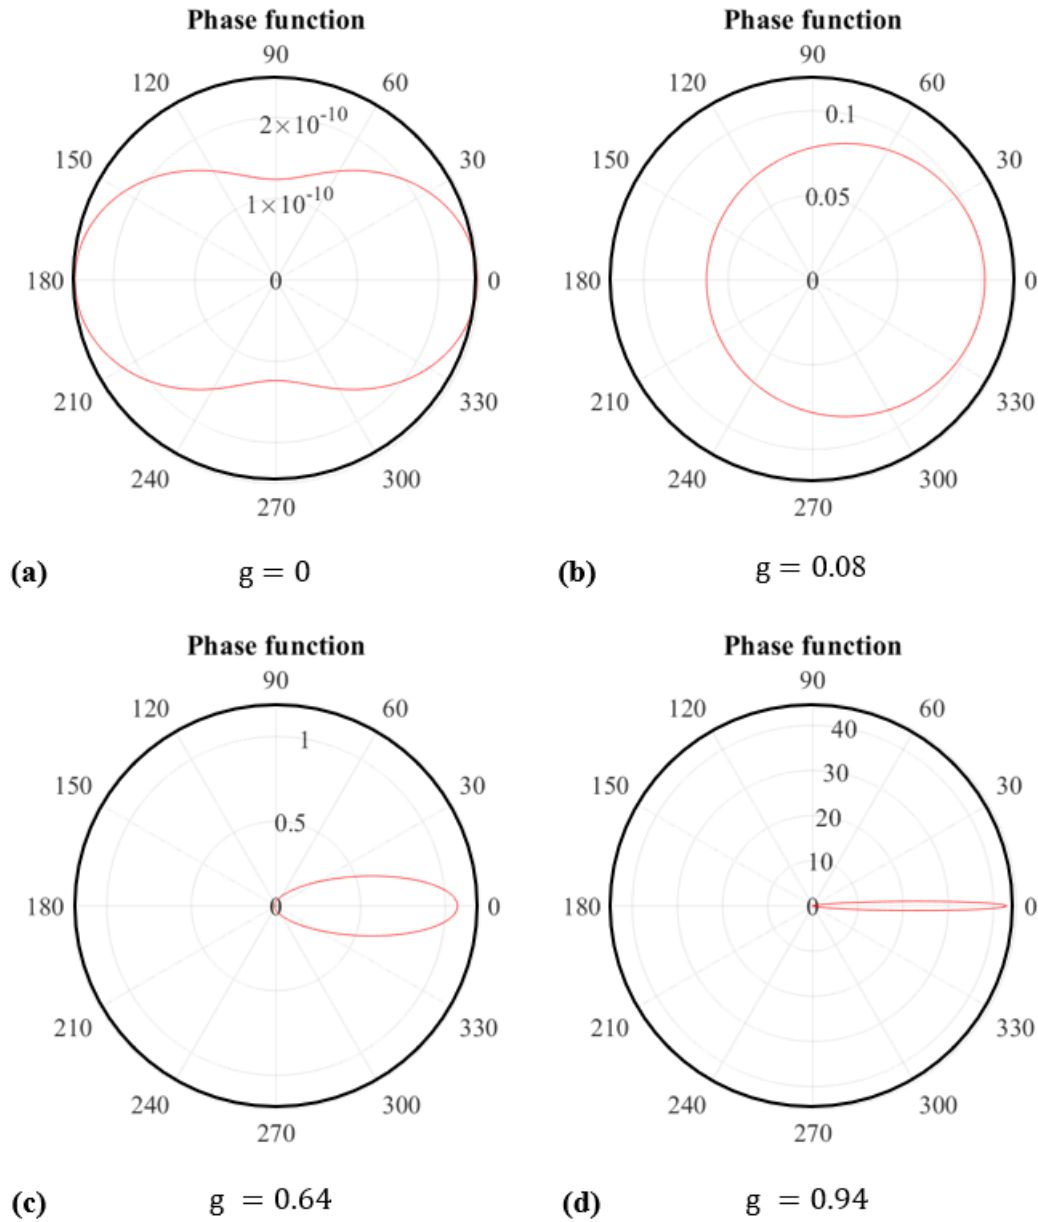 Phase function
90
120 60
2×10⁻¹⁰
150 30
1×10⁻¹⁰
180 0 0
210 330
240 300
270
(a) g = 0
Phase function
90
120 60
0.1
150 30
0.05
180 0 0
210 330
240 300
270
(b) g = 0.08
Phase function
90
120 60
1
150 30
0.5
180 0 0
210 330
240 300
270
(c) g = 0.64
Phase function
90
120 60
40
150 30 30
20
10
180 0 0
210 330
240 300
270
(d) g = 0.94